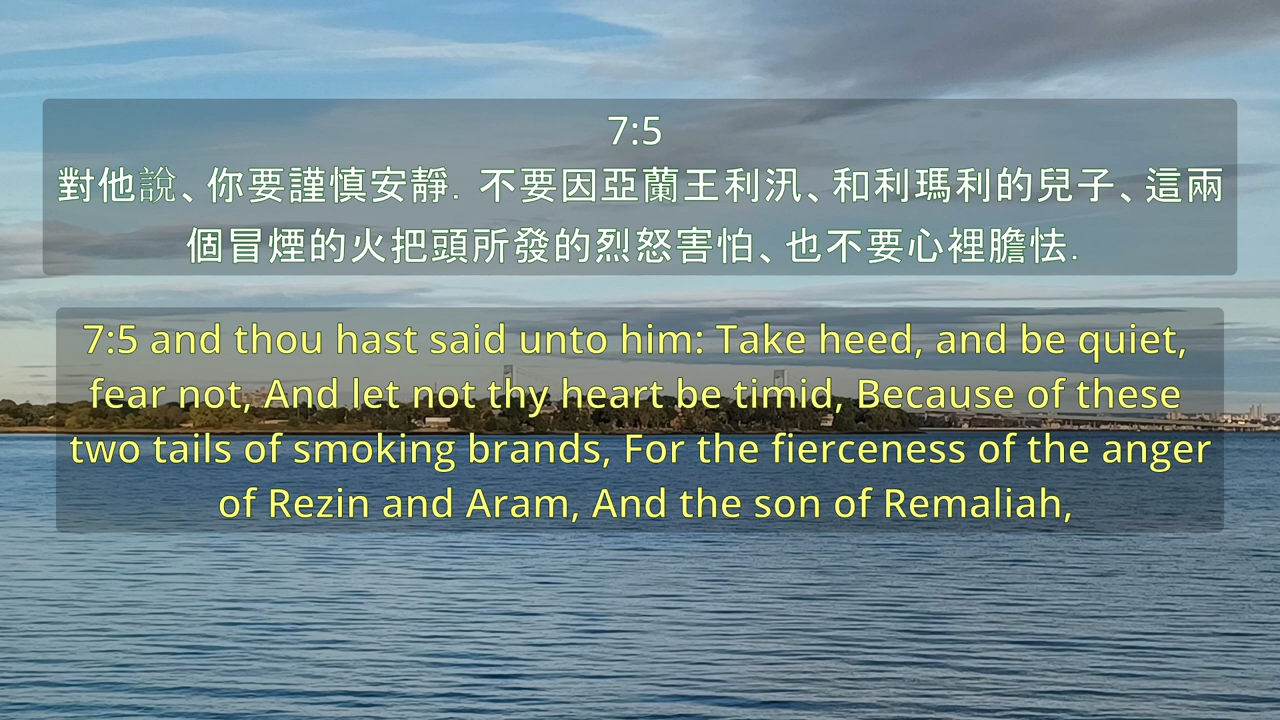 7:5
對他說、你要謹慎安靜．不要因亞蘭王利汛、和利瑪利的兒子、這兩
個冒煙的火把頭所發的烈怒害怕、也不要心裡膽怯．
7:5 and thou hast said unto him: Take heed, and be quiet,
fear not, And let not thy heart be timid, Because of these
two tails of smoking brands, For the fierceness of the anger
of Rezin and Aram, And the son of Remaliah,